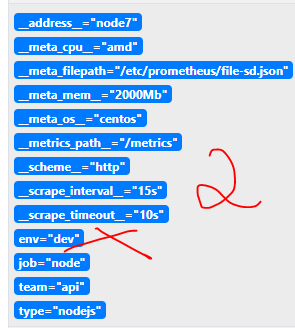 __address__="node7"
__meta_cpu__="amd"
__meta_filepath="/etc/prometheus/file-sd.json"
__meta_mem__="2000Mb"
__meta_os__="centos"
__metrics_path__="/metrics"
__scheme__="http"
__scrape_interval__="15s"
__scrape_timeout__="10s"
2
env="dev"
job="node"
team="api"
type="nodejs"